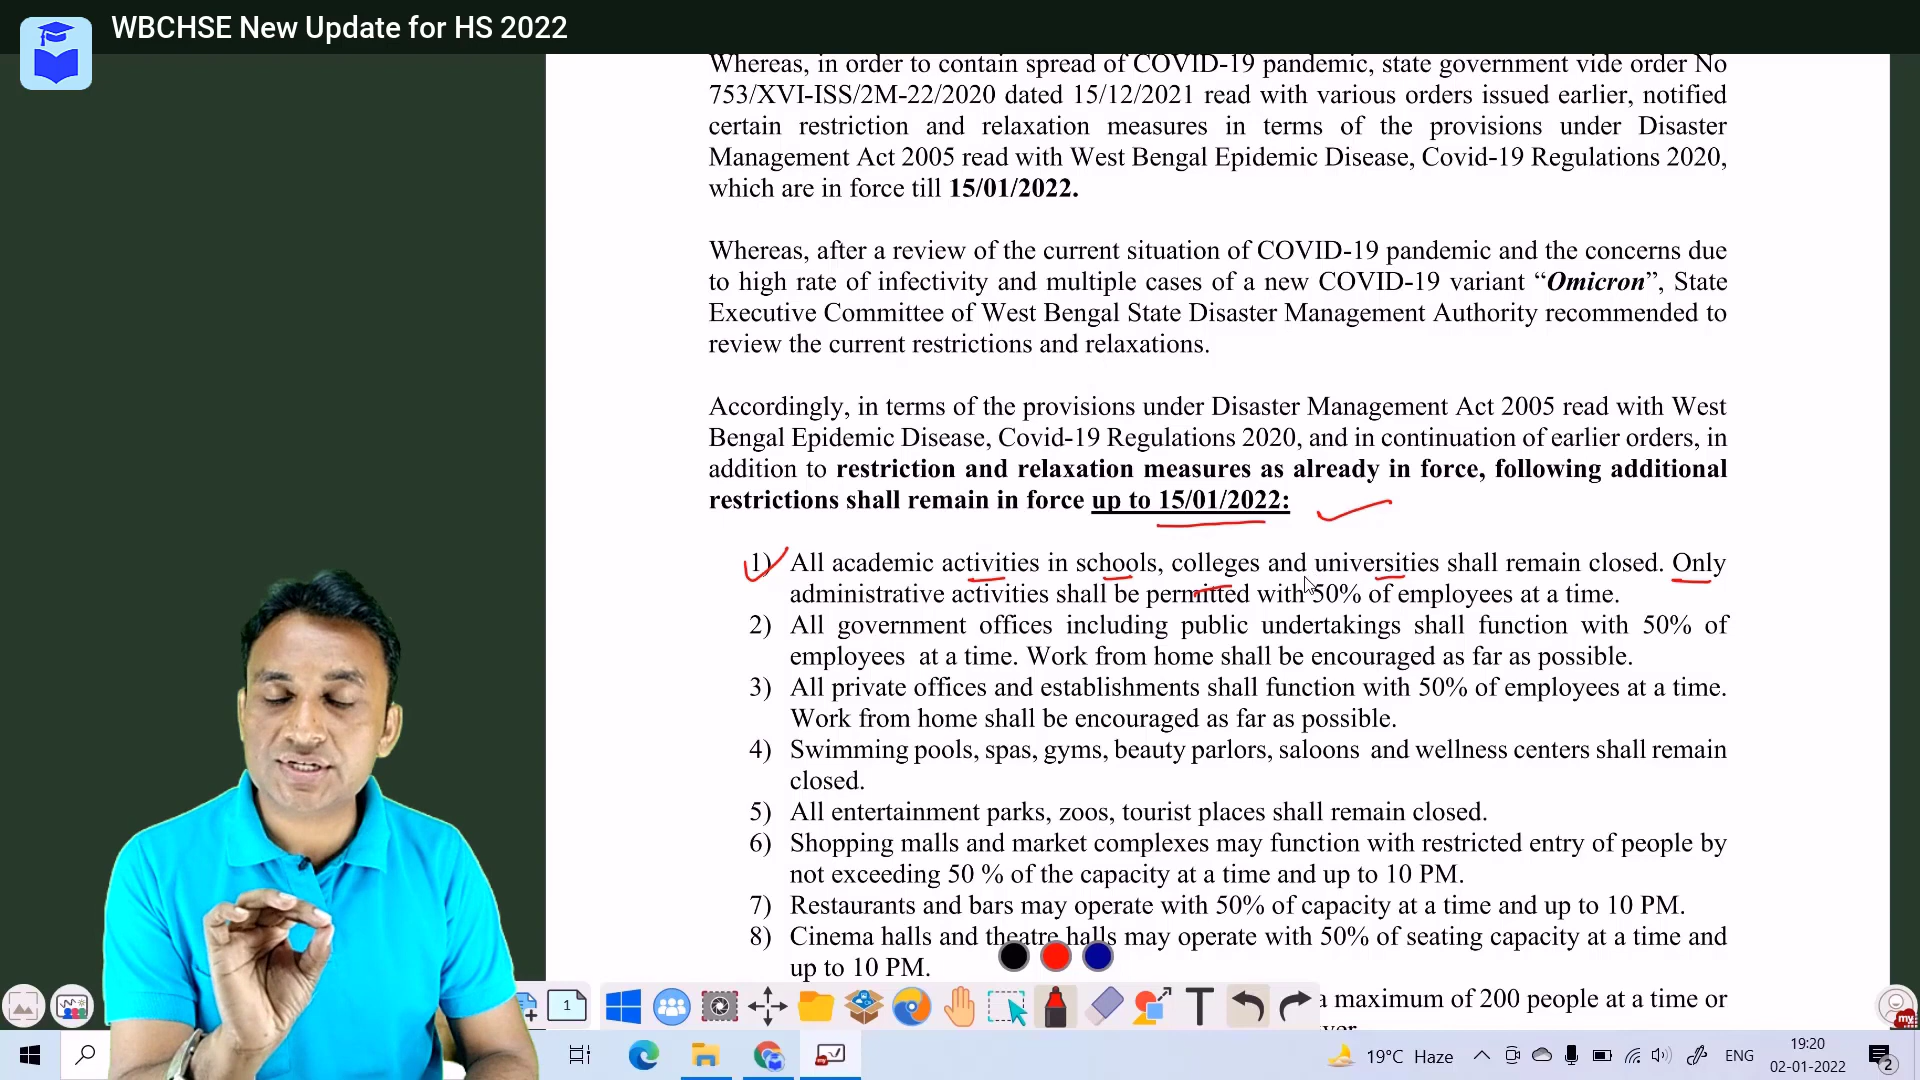 WBCHSE New Update for HS 2022
Whereas, in order to contain spread of COVID-19 pandemic, state government vide order No
753/XVI-ISS/2M-22/2020 dated 15/12/2021 read with various orders issued earlier, notified
certain restriction and relaxation measures in terms of the provisions under Disaster
Management Act 2005 read with West Bengal Epidemic Disease, Covid-19 Regulations 2020,
which are in force till 15/01/2022.
Whereas, after a review of the current situation of COVID-19 pandemic and the concerns due
to high rate of infectivity and multiple cases of a new COVID-19 variant “Omicron”, State
Executive Committee of West Bengal State Disaster Management Authority recommended to
review the current restrictions and relaxations.
Accordingly, in terms of the provisions under Disaster Management Act 2005 read with West
Bengal Epidemic Disease, Covid-19 Regulations 2020, and in continuation of earlier orders, in
addition to restriction and relaxation measures as already in force, following additional
restrictions shall remain in force up to 15/01/2022:
1) All academic activities in schools, colleges and universities shall remain closed. Only
administrative activities shall be permitted with 50% of employees at a time.
2) All government offices including public undertakings shall function with 50% of
employees at a time. Work from home shall be encouraged as far as possible.
3) All private offices and establishments shall function with 50% of employees at a time.
Work from home shall be encouraged as far as possible.
4) Swimming pools, spas, gyms, beauty parlors, saloons and wellness centers shall remain
closed.
5) All entertainment parks, zoos, tourist places shall remain closed.
6) Shopping malls and market complexes may function with restricted entry of people by
not exceeding 50 % of the capacity at a time and up to 10 PM.
7) Restaurants and bars may operate with 50% of capacity at a time and up to 10 PM.
8) Cinema halls and theatre halls may operate with 50% of seating capacity at a time and
up to 10 PM.
a maximum of 200 people at a time or
1
T
my
19°C Haze
ENG
19:20
02-01-2022
2